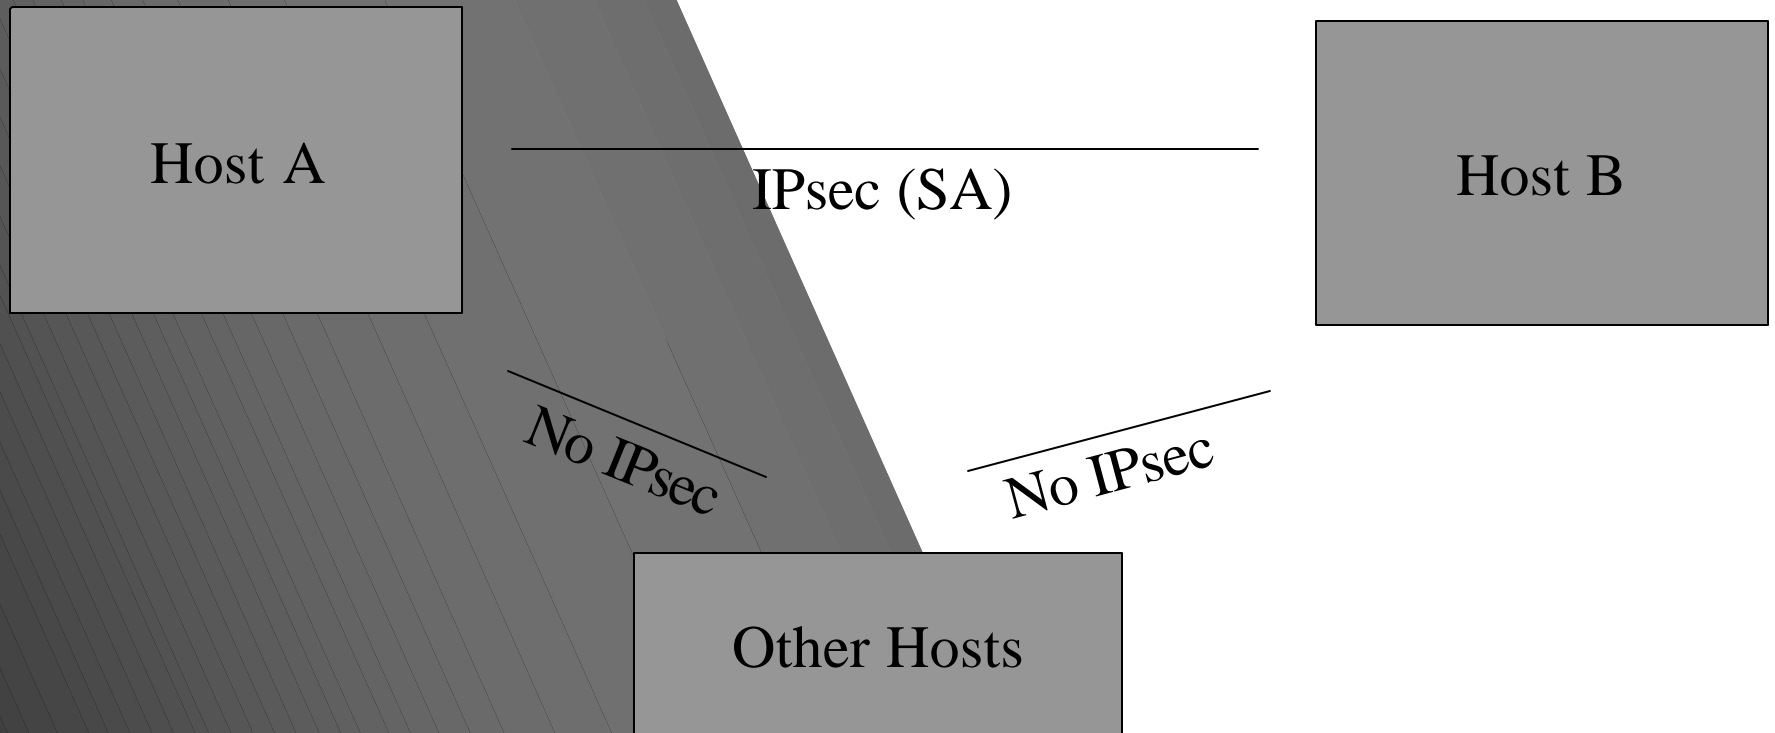 Host A
Host B
IPsec (SA)
No IPsec
No IPsec
Other Hosts